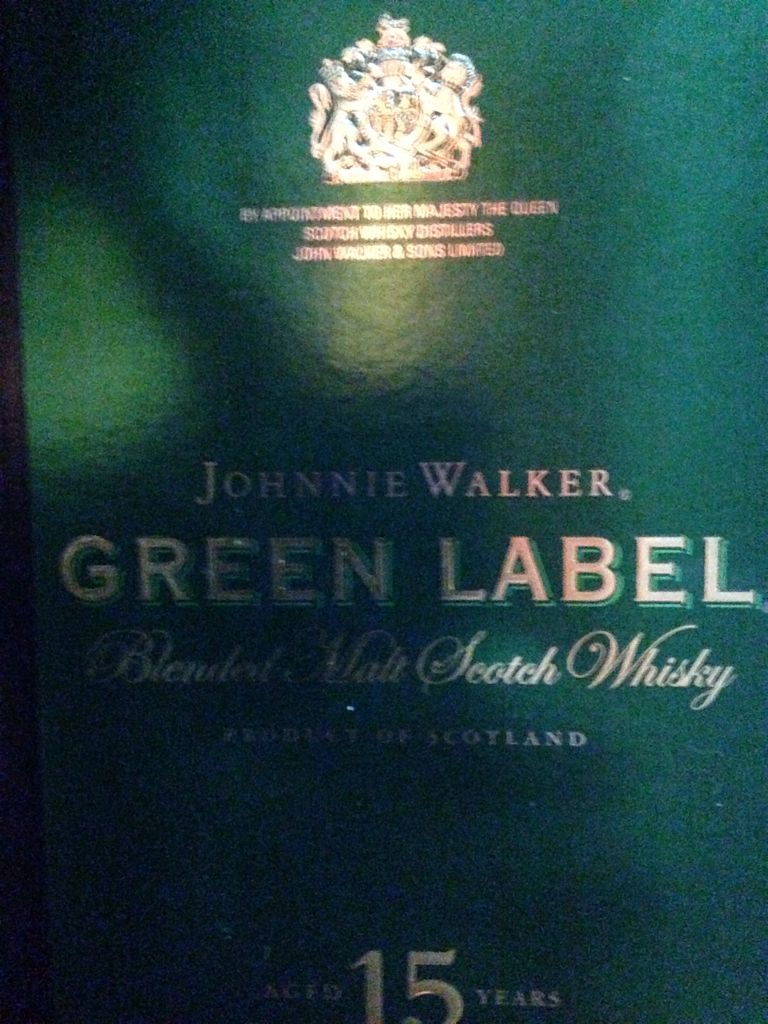 BY APPOINTMENT TO HER MAJESTY THE QUEEN
SCOTCH WHISKY DISTILLERS
JOHN WALKER & SONS LIMITED
JOHNNIE WALKER®
GREEN LABEL
Blended Malt Scotch Whisky
PRODUCT OF SCOTLAND
AGED 15 YEARS